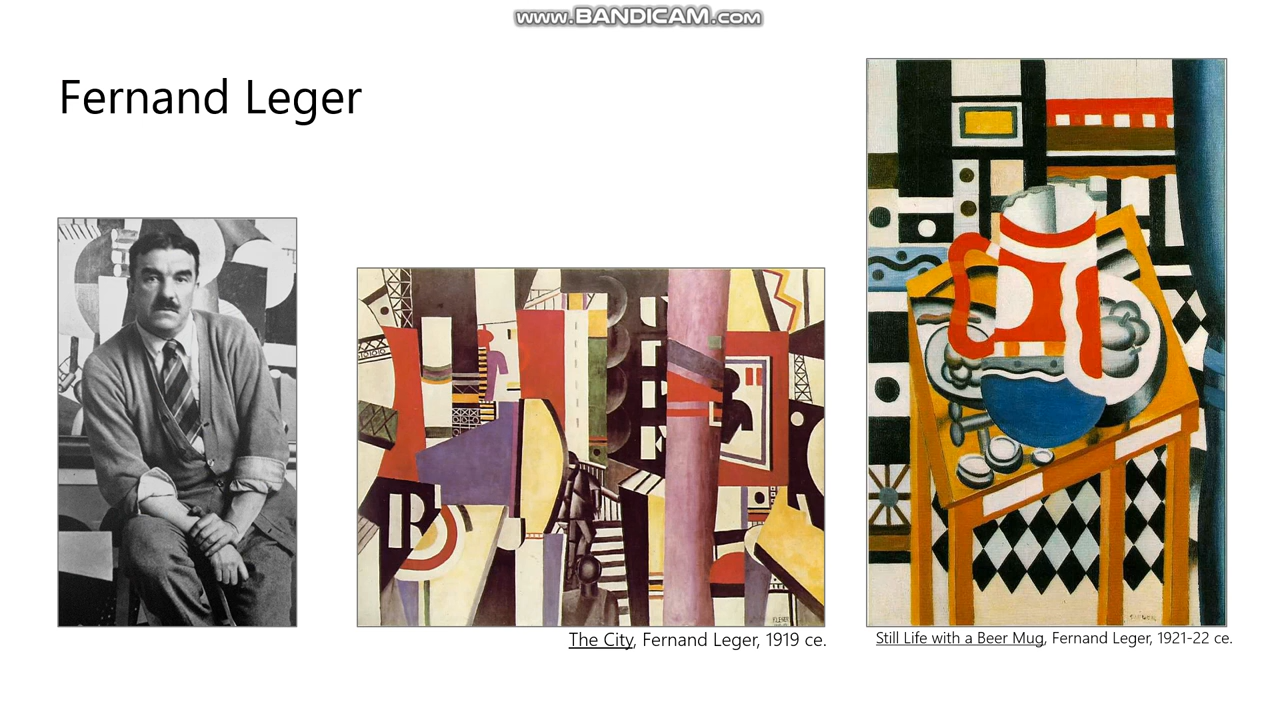 www.BANDICAM.com
Fernand Leger
R
The City, Fernand Leger, 1919 ce.
Still Life with a Beer Mug, Fernand Leger, 1921-22 ce.